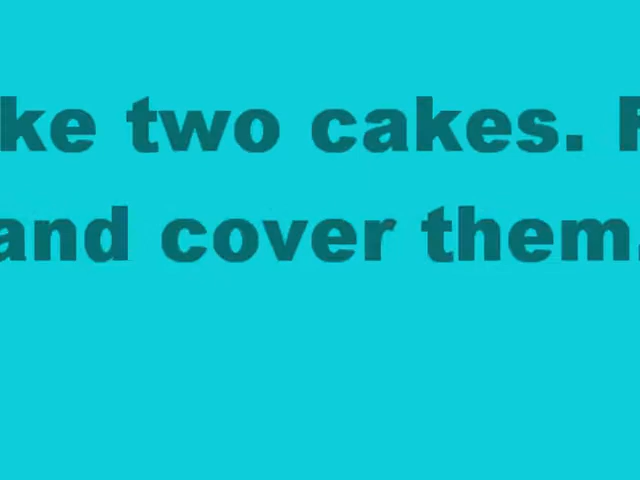 ke two cakes.
and cover them.